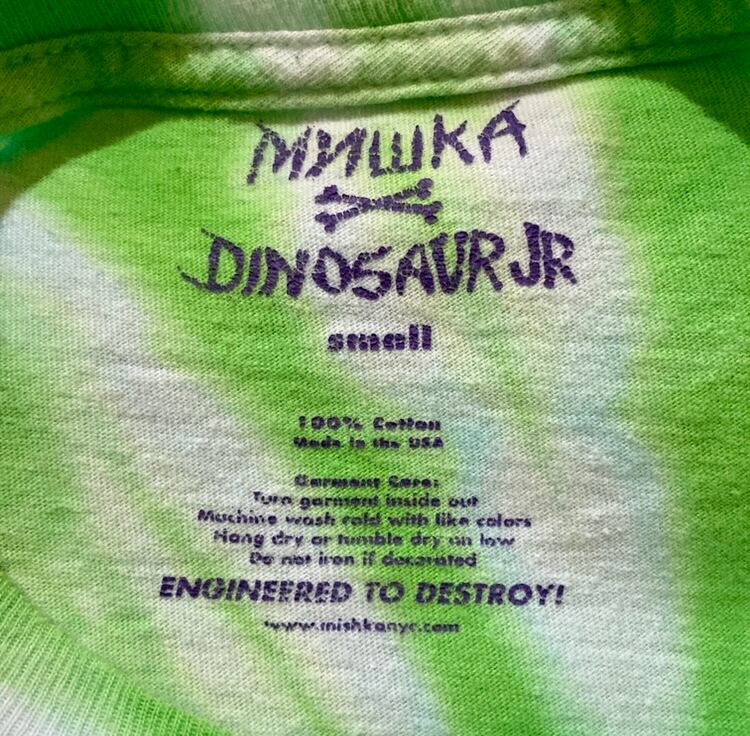 МИШКА
DINOSAUR JR
small
100% Cotton
Made in the USA
Garment Care:
Turn garment inside out
Machine wash cold with like colors
Hang dry or tumble dry on low
Do not iron if decorated
ENGINEERED TO DESTROY!
www.mishkanyc.com